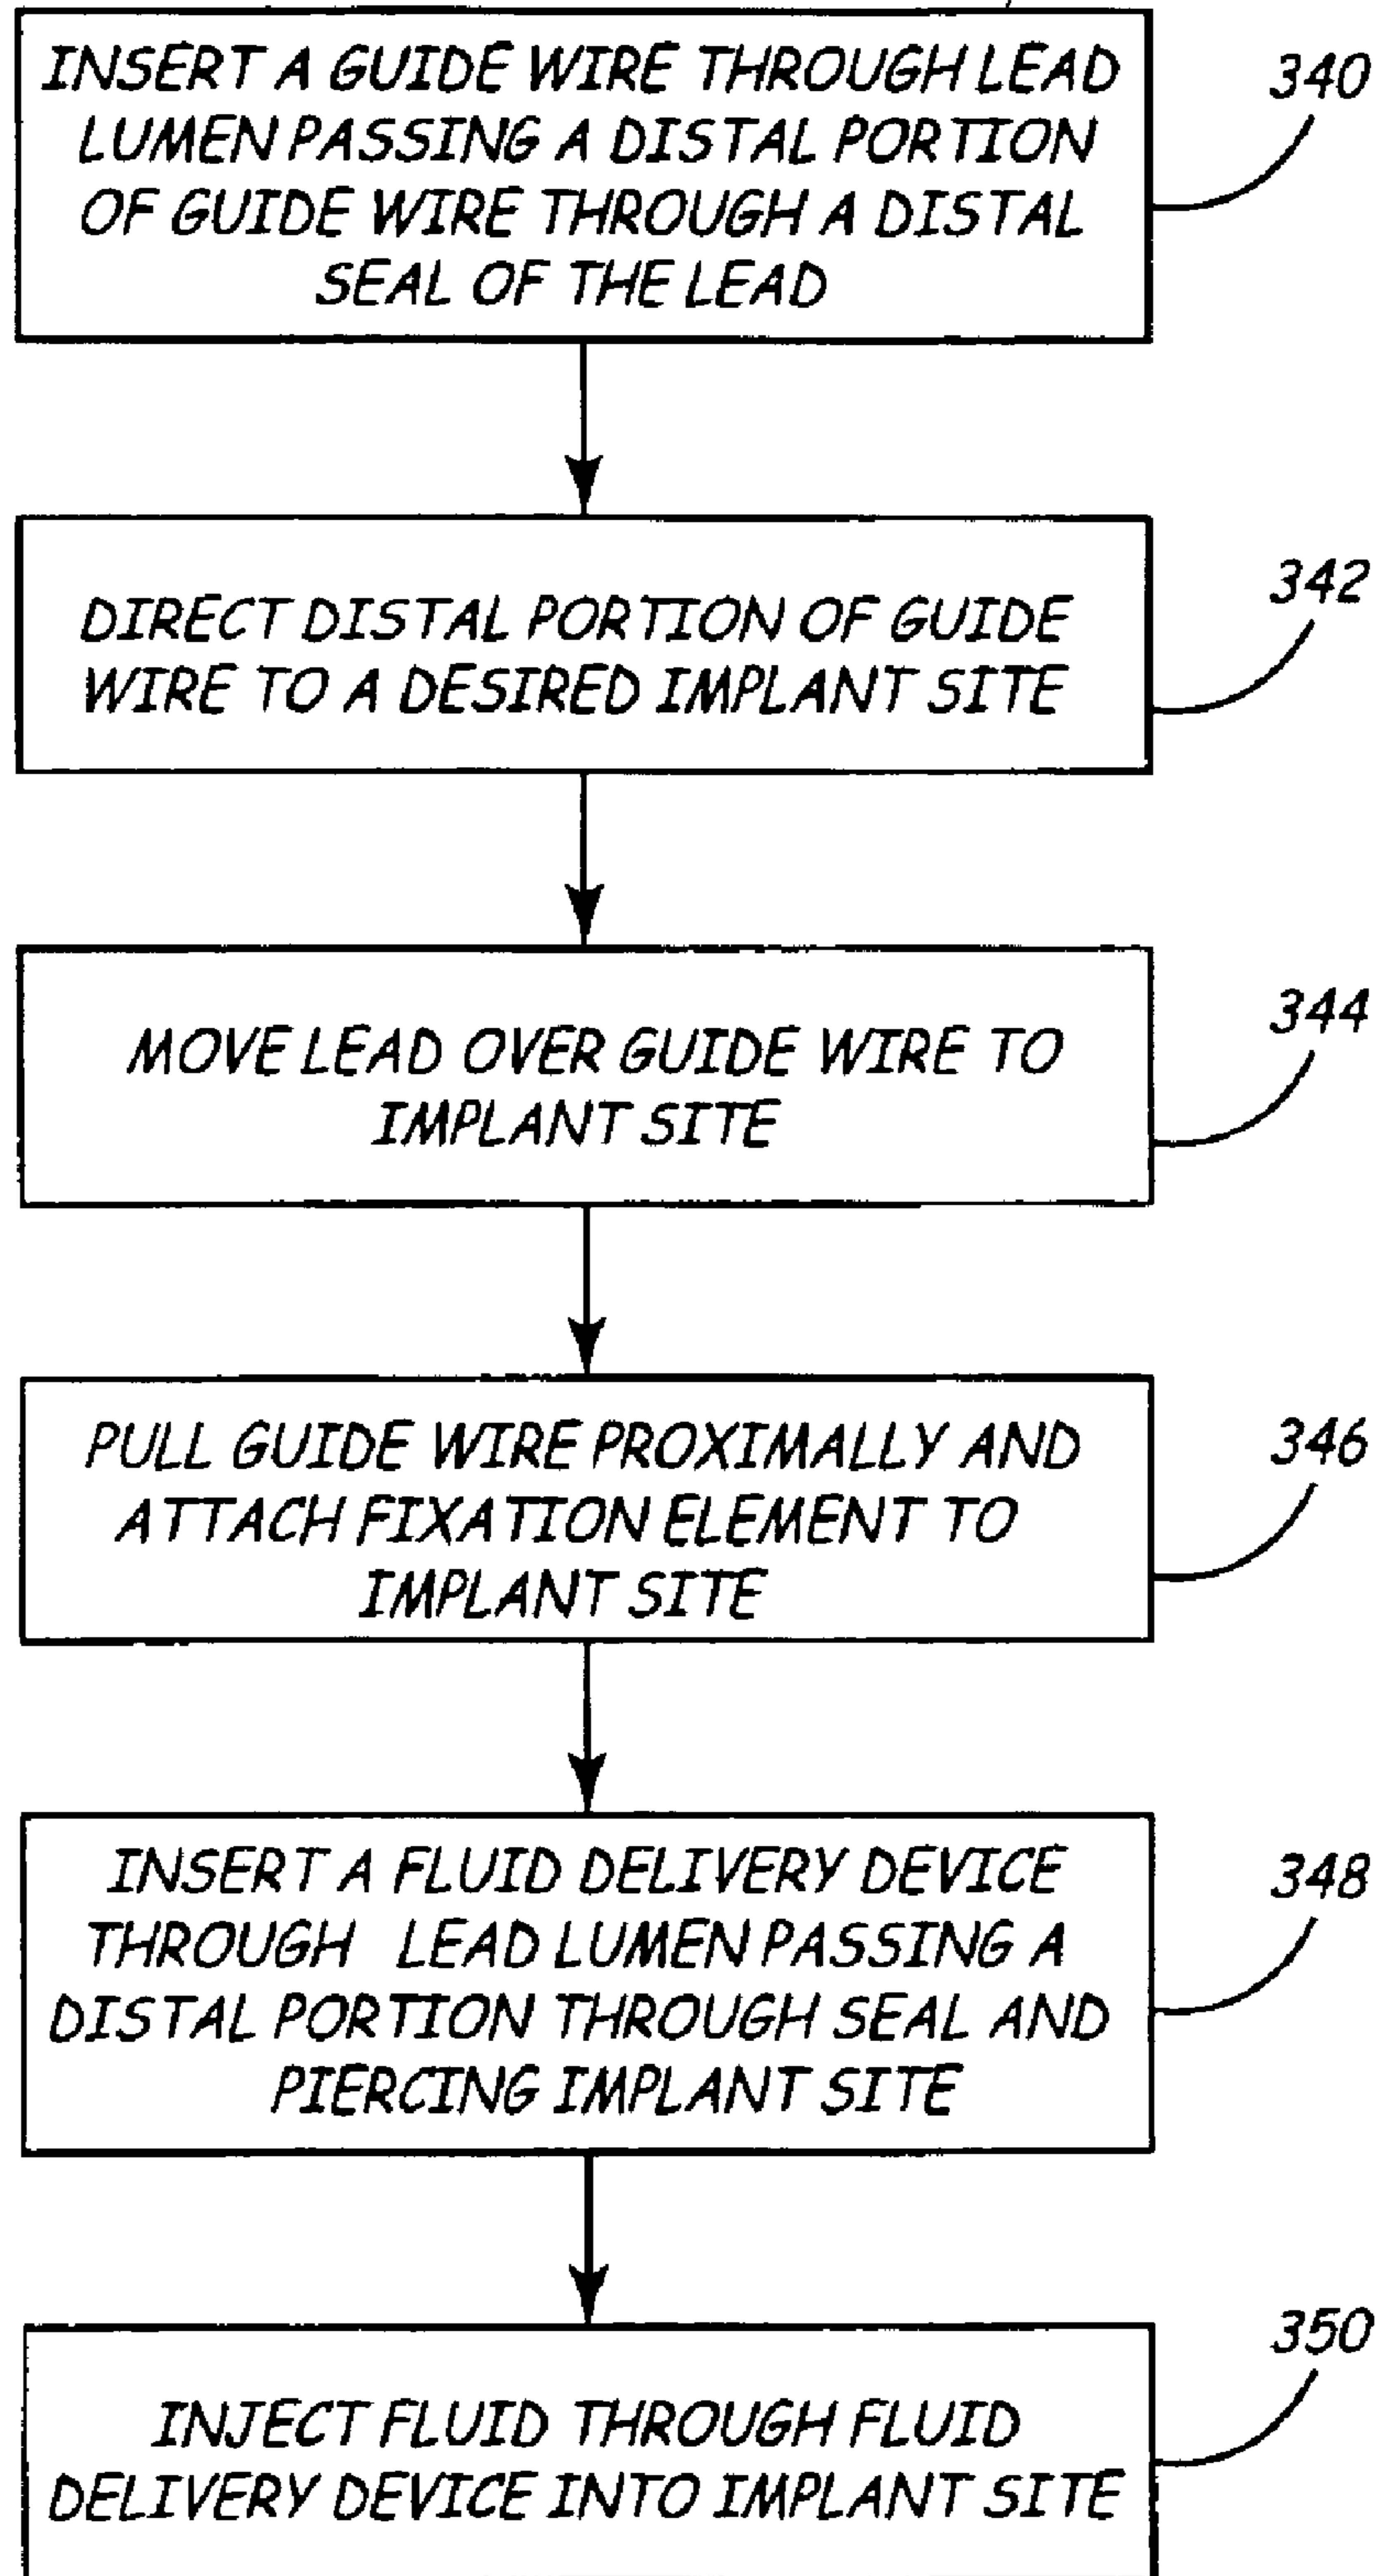 INSERT A GUIDE WIRE THROUGH LEAD
LUMEN PASSING A DISTAL PORTION
OF GUIDE WIRE THROUGH A DISTAL
SEAL OF THE LEAD
340
DIRECT DISTAL PORTION OF GUIDE
WIRE TO A DESIRED IMPLANT SITE
342
MOVE LEAD OVER GUIDE WIRE TO
IMPLANT SITE
344
PULL GUIDE WIRE PROXIMALLY AND
ATTACH FIXATION ELEMENT TO
IMPLANT SITE
346
INSERT A FLUID DELIVERY DEVICE
THROUGH LEAD LUMEN PASSING A
DISTAL PORTION THROUGH SEAL AND
PIERCING IMPLANT SITE
348
INJECT FLUID THROUGH FLUID
DELIVERY DEVICE INTO IMPLANT SITE
350